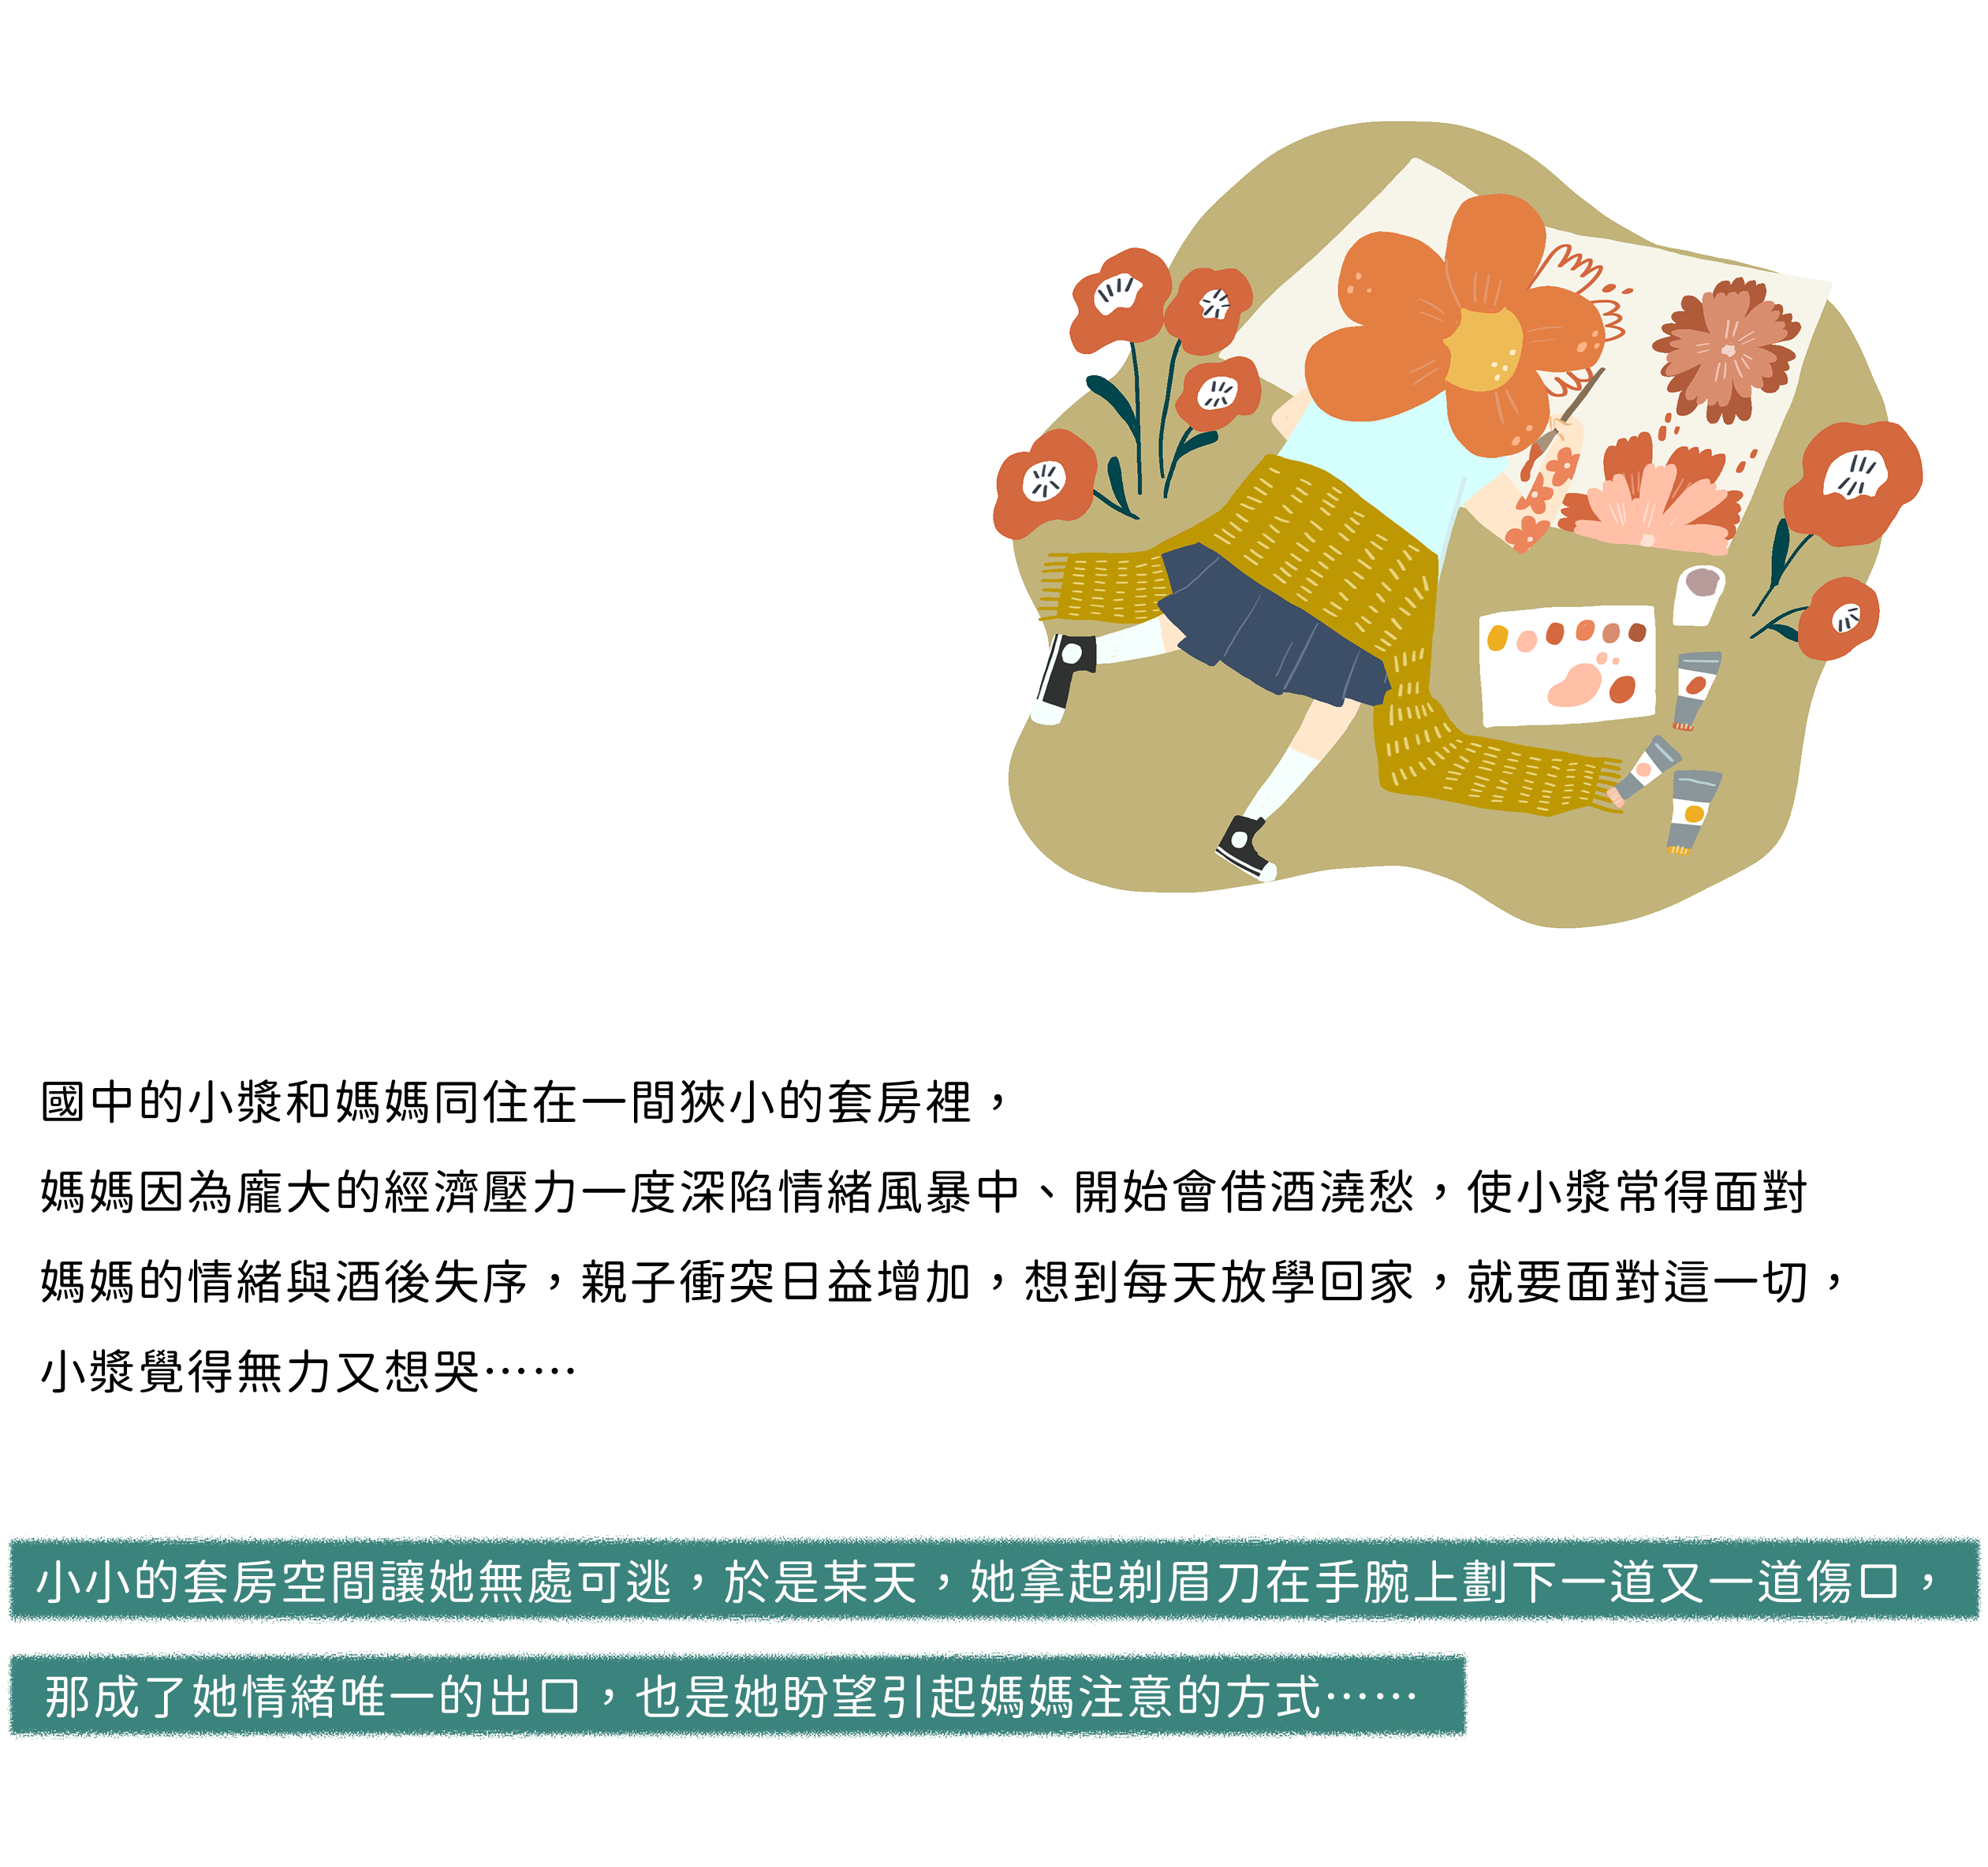 國中的小漿和媽媽同住在一間狹小的套房裡，
媽媽因為龐大的經濟壓力一度深陷情緒風暴中、開始會借酒澆愁，使小漿常得面對
媽媽的情緒與酒後失序，親子衝突日益增加，想到每天放學回家，就要面對這一切，
小漿覺得無力又想哭⋯⋯
小小的套房空間讓她無處可逃，於是某天，她拿起剃眉刀在手腕上劃下一道又一道傷口，
那成了她情緒唯一的出口，也是她盼望引起媽媽注意的方式⋯⋯